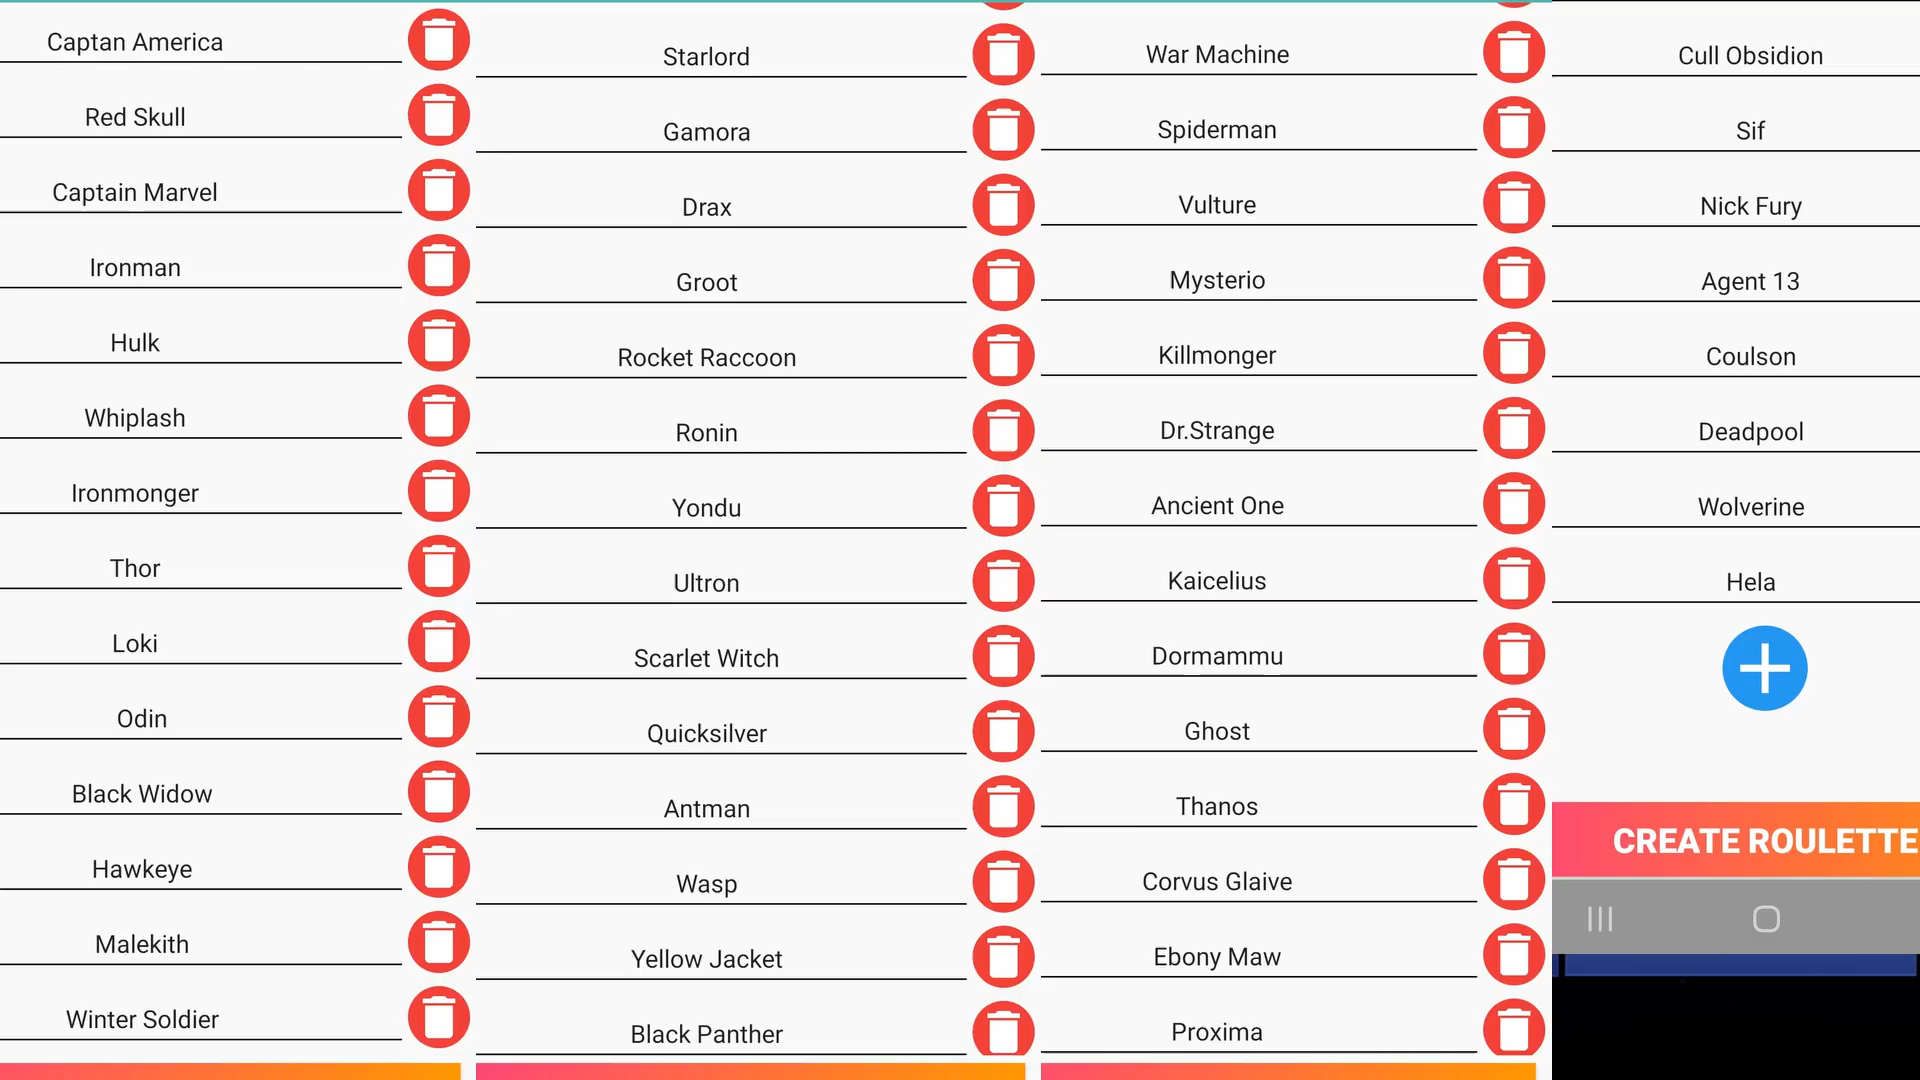 Captan America
Red Skull
Captain Marvel
Ironman
Hulk
Whiplash
Ironmonger
Thor
Loki
Odin
Black Widow
Hawkeye
Malekith
Winter Soldier
Starlord
Gamora
Drax
Groot
Rocket Raccoon
Ronin
Yondu
Ultron
Scarlet Witch
Quicksilver
Antman
Wasp
Yellow Jacket
Black Panther
War Machine
Spiderman
Vulture
Mysterio
Killmonger
Dr.Strange
Ancient One
Kaicelius
Dormammu
Ghost
Thanos
Corvus Glaive
Ebony Maw
Proxima
Cull Obsidion
Sif
Nick Fury
Agent 13
Coulson
Deadpool
Wolverine
Hela
CREATE ROULETTE